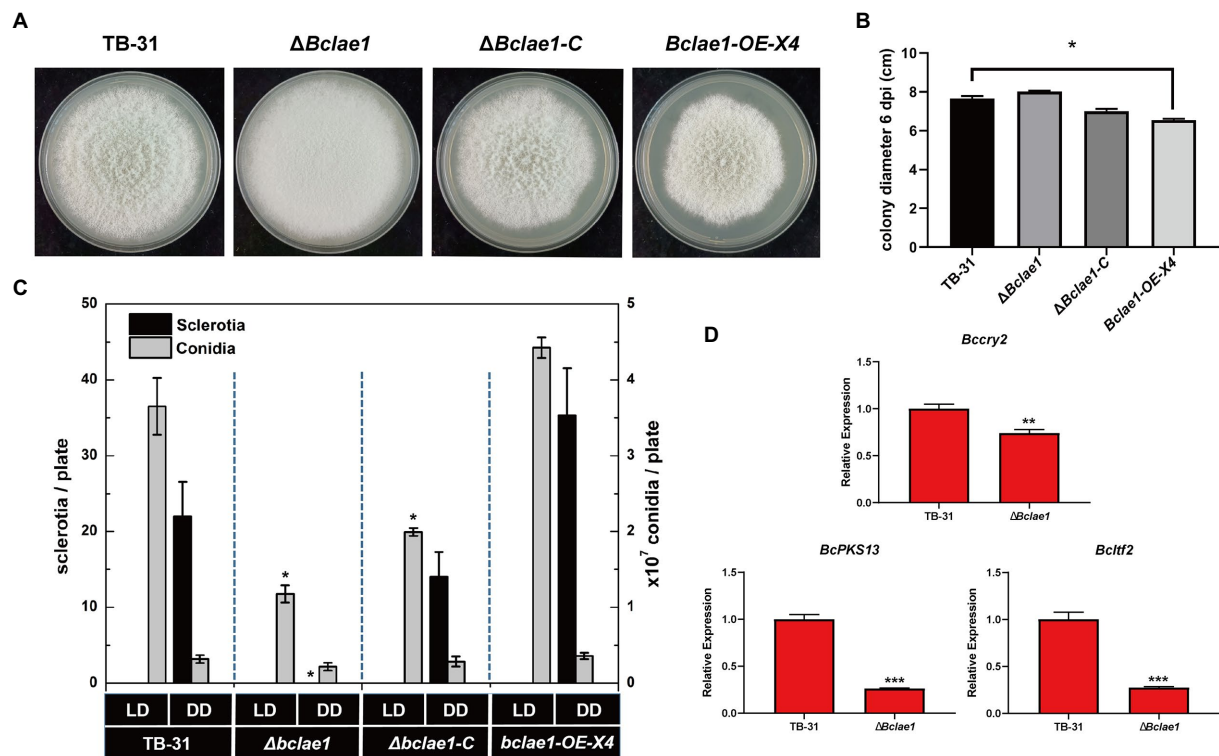 A
TB-31
ΔBclae1
ΔBclae1-C
Bclae1-OE-X4
B
colony diameter 6 dpi (cm)
10
8
6
4
2
0
*
TB-31
ΔBclae1
ΔBclae1-C
Bclae1-OE-X4
C
sclerotia / plate
50
40
30
20
10
0
Sclerotia
Conidia
*
*
*
5
4
3
2
1
0
x10⁷ conidia / plate
LD DD LD DD LD DD LD DD
TB-31 Δbclae1 Δbclae1-C bclae1-OE-X4
D
Bccry2
Relative Expression
1.5
1.0
0.5
0.0
**
TB-31 ΔBclae1
BcPKS13
Relative Expression
1.5
1.0
0.5
0.0
***
TB-31 ΔBclae1
Bcltf2
Relative Expression
1.5
1.0
0.5
0.0
***
TB-31 ΔBclae1